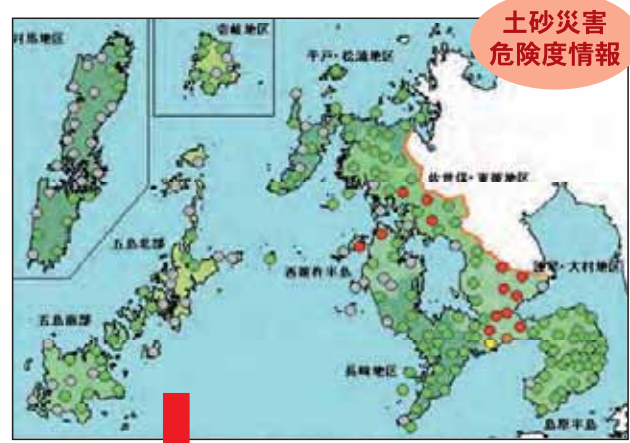 土砂災害
危険度情報
対馬地区
壱岐地区
平戸・松浦地区
佐世保・東彼地区
五島北部
西彼杵半島
諫早・大村地区
五島南部
長崎地区
島原半島